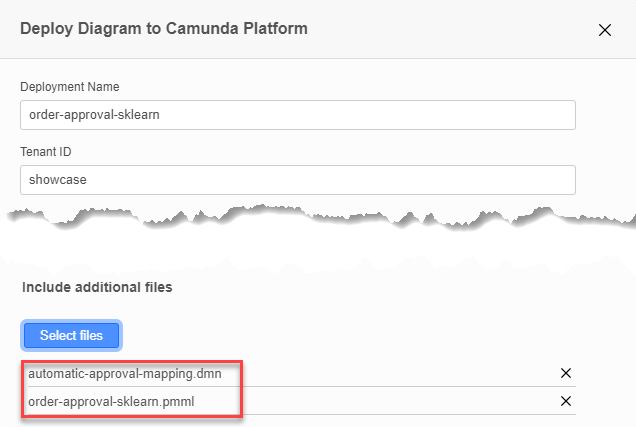 Deploy Diagram to Camunda Platform
Deployment Name
order-approval-sklearn
Tenant ID
showcase
Include additional files
Select files
automatic-approval-mapping.dmn
order-approval-sklearn.pmml